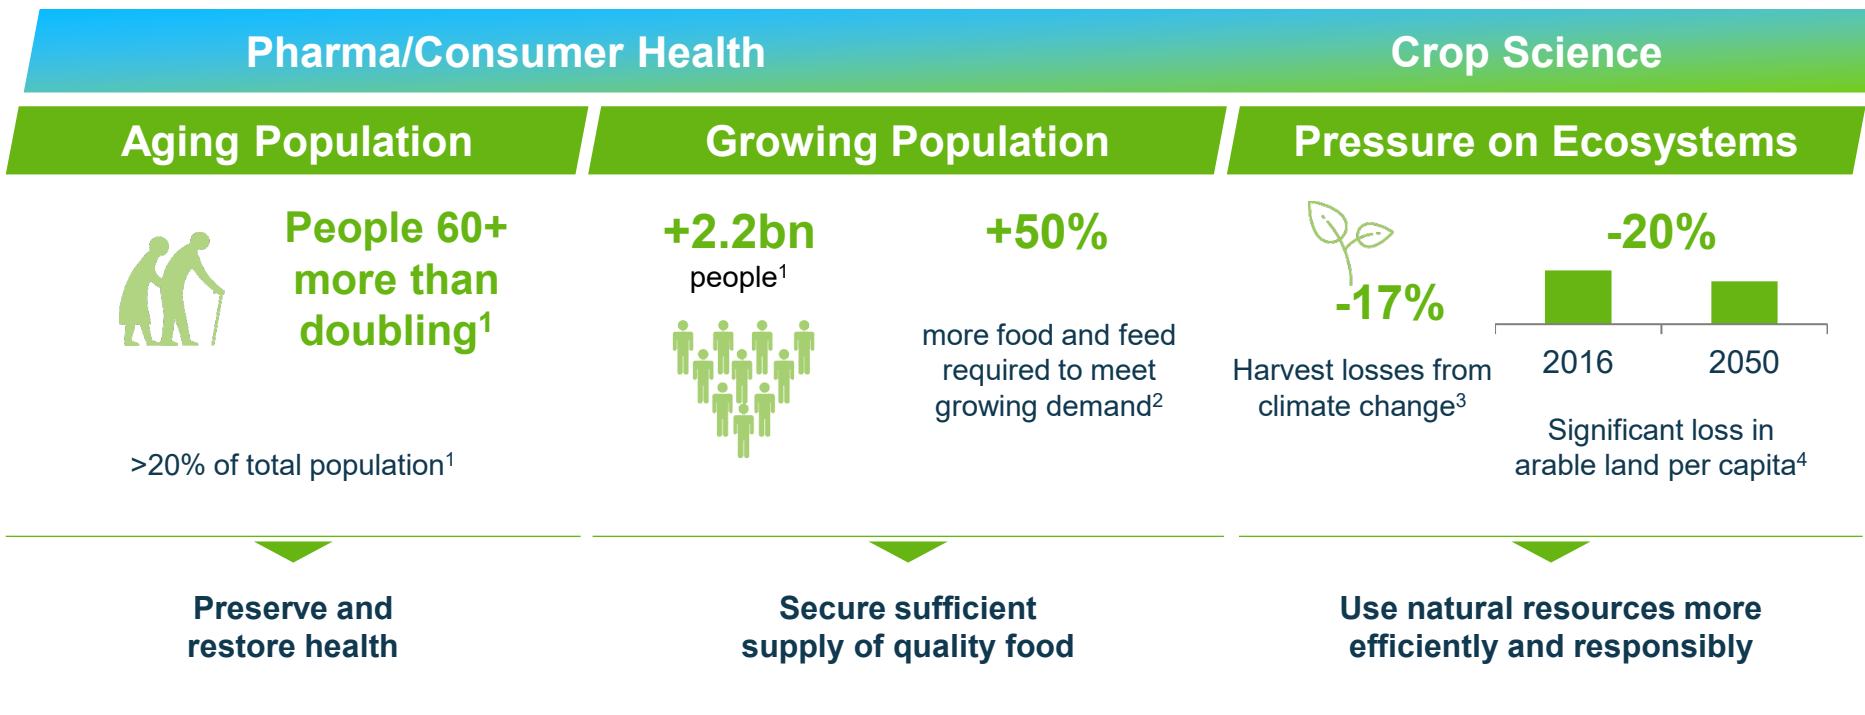 Pharma/Consumer Health
Crop Science
Aging Population
People 60+
more than
doubling¹
>20% of total population¹
Preserve and
restore health
Growing Population
+2.2bn
people¹
+50%
more food and feed
required to meet
growing demand²
Secure sufficient
supply of quality food
Pressure on Ecosystems
-17%
Harvest losses from
climate change³
-20%
2016 2050
Significant loss in
arable land per capita⁴
Use natural resources more
efficiently and responsibly